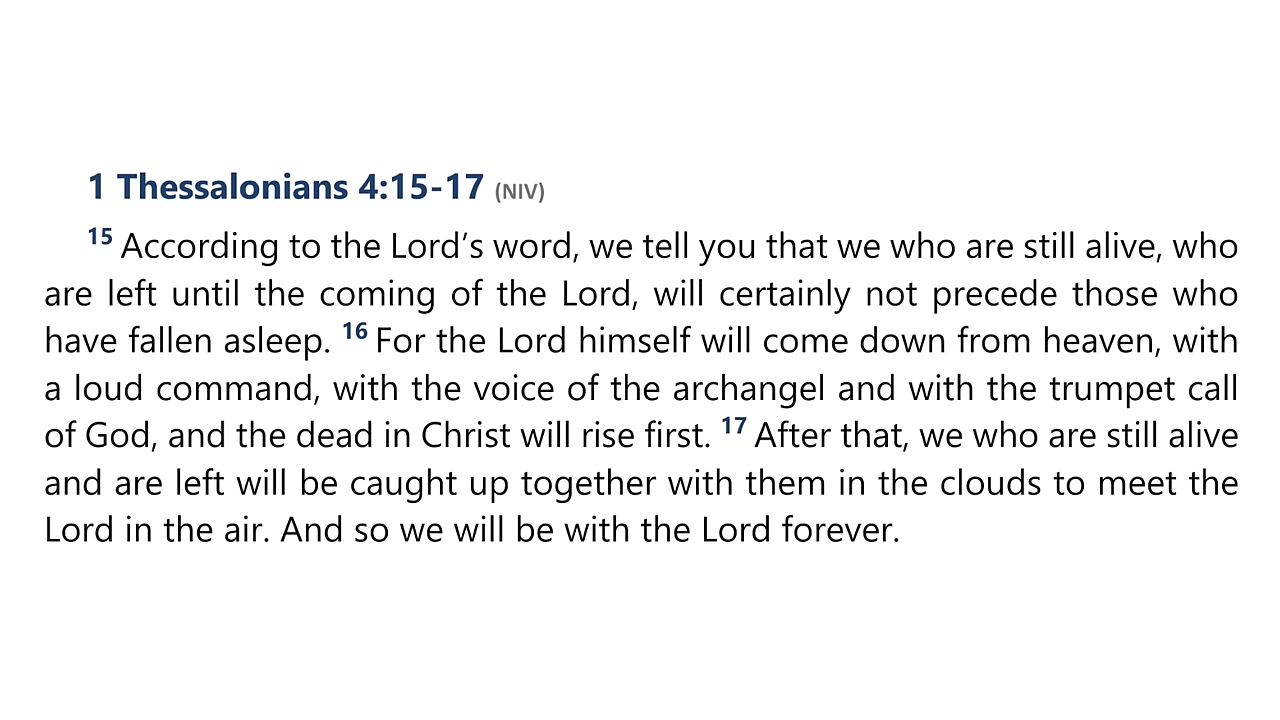 1 Thessalonians 4:15-17 (NIV)
15 According to the Lord’s word, we tell you that we who are still alive, who
are left until the coming of the Lord, will certainly not precede those who
have fallen asleep. 16 For the Lord himself will come down from heaven, with
a loud command, with the voice of the archangel and with the trumpet call
of God, and the dead in Christ will rise first. 17 After that, we who are still alive
and are left will be caught up together with them in the clouds to meet the
Lord in the air. And so we will be with the Lord forever.